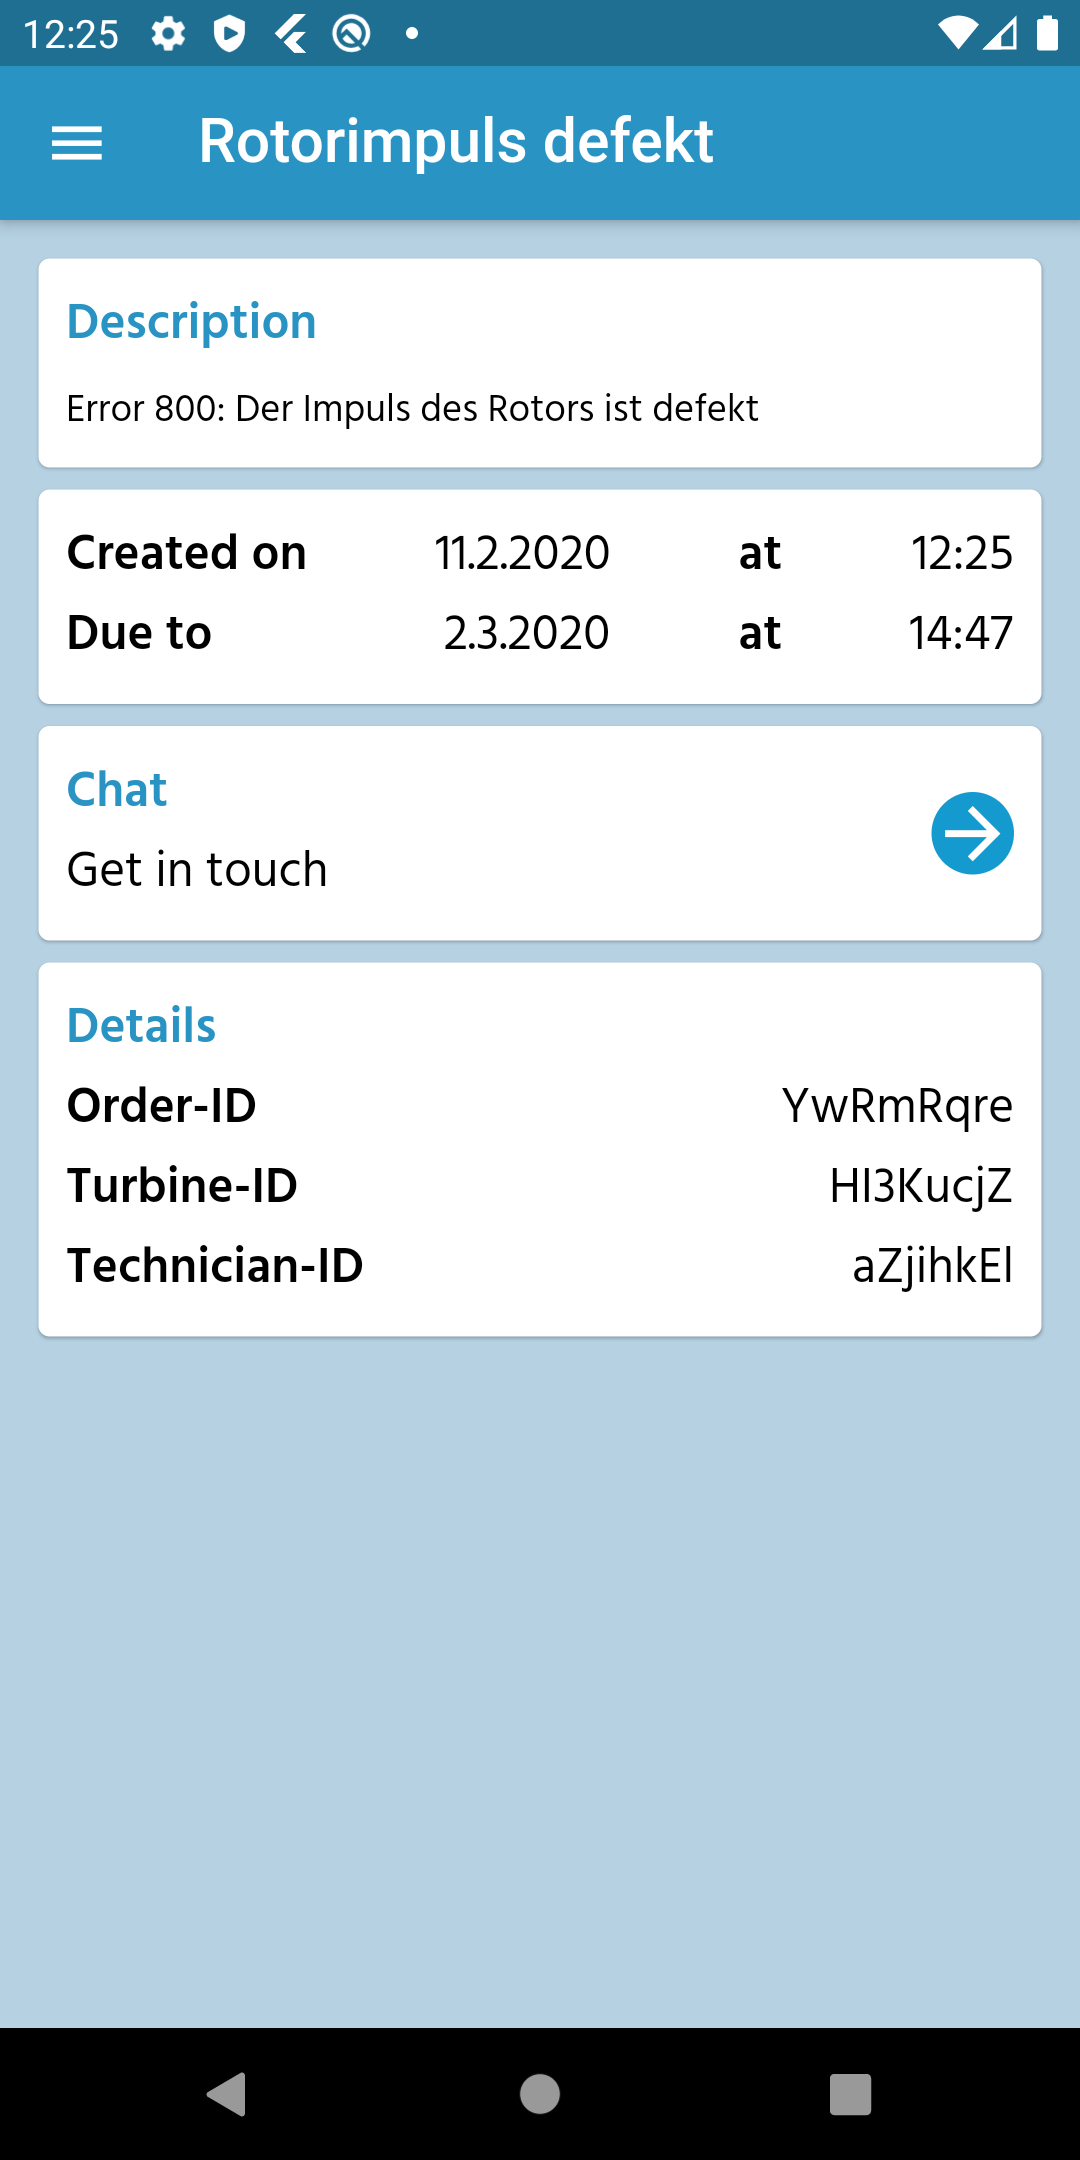 12:25
Rotorimpuls defekt
Description
Error 800: Der Impuls des Rotors ist defekt
Created on 11.2.2020 at 12:25
Due to 2.3.2020 at 14:47
Chat
Get in touch
Details
Order-ID YwRmRqre
Turbine-ID HI3KucjZ
Technician-ID aZjihkEl